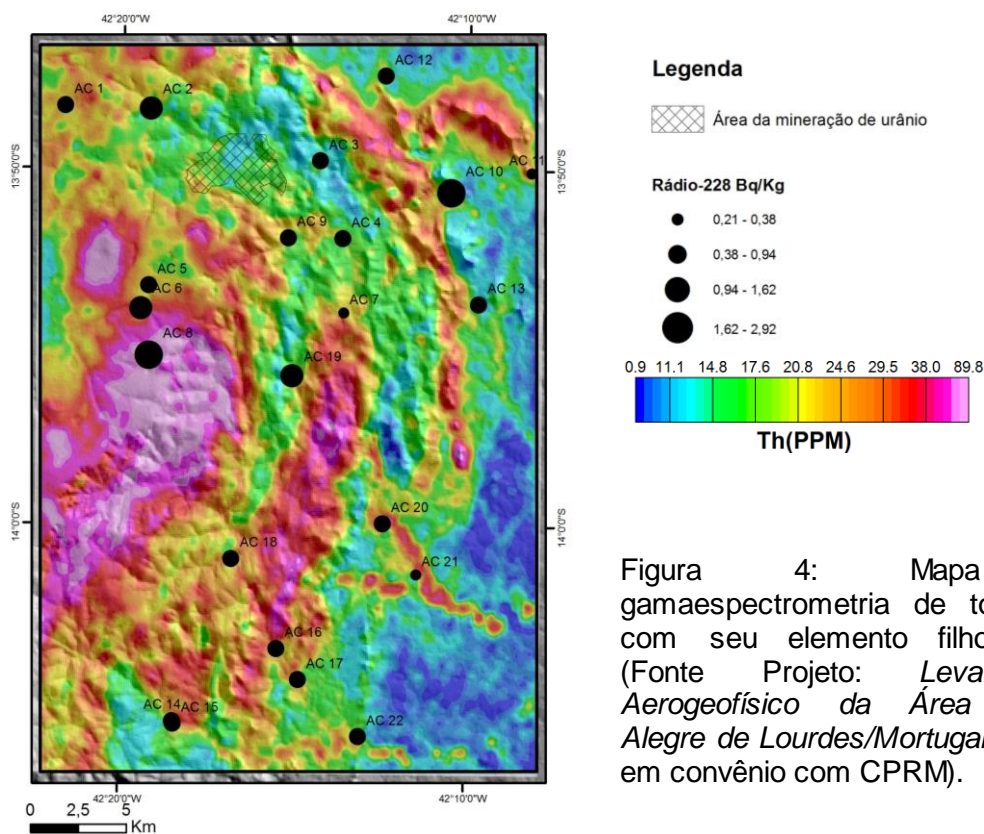 42°20'0"W
42°10'0"W
AC 12
AC 1
AC 2
AC 3
AC 11
AC 10
13°50'0"S
13°50'0"S
AC 9
AC 4
AC 5
AC 6
AC 7
AC 13
AC 8
AC 19
AC 20
14°0'0"S
14°0'0"S
AC 18
AC 21
AC 16
AC 17
AC 14
AC 15
AC 22
42°20'0"W
42°10'0"W
0 2,5 5
Km
Legenda
Área da mineração de urânio
Rádio-228 Bq/Kg
0,21 - 0,38
0,38 - 0,94
0,94 - 1,62
1,62 - 2,92
0.9 11.1 14.8 17.6 20.8 24.6 29.5 38.0 89.8
Th(PPM)
Figura 4: Mapa
gamaespectrometria de to
com seu elemento filho
(Fonte Projeto: Leva
Aerogeofísico da Área
Alegre de Lourdes/Mortugal
em convênio com CPRM).